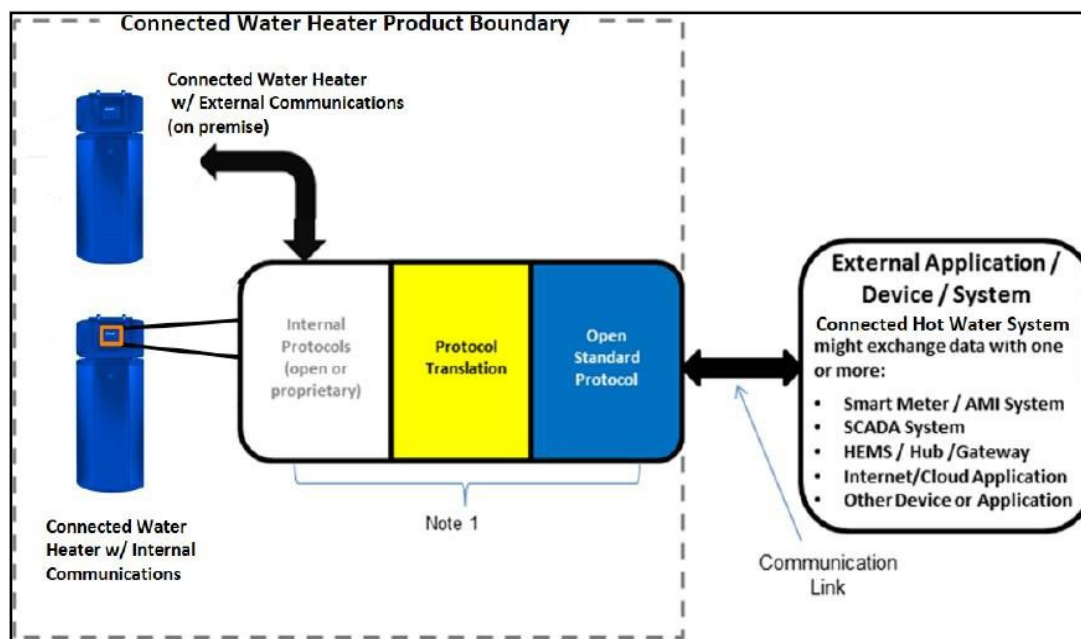 Connected Water Heater Product Boundary
Connected Water Heater
w/ External Communications
(on premise)
Internal
Protocols
(open or
proprietary)
Protocol
Translation
Open
Standard
Protocol
Note 1
Connected Water
Heater w/ Internal
Communications
External Application /
Device / System
Connected Hot Water System
might exchange data with one
or more:
• Smart Meter / AMI System
• SCADA System
• HEMS / Hub /Gateway
• Internet/Cloud Application
• Other Device or Application
Communication
Link